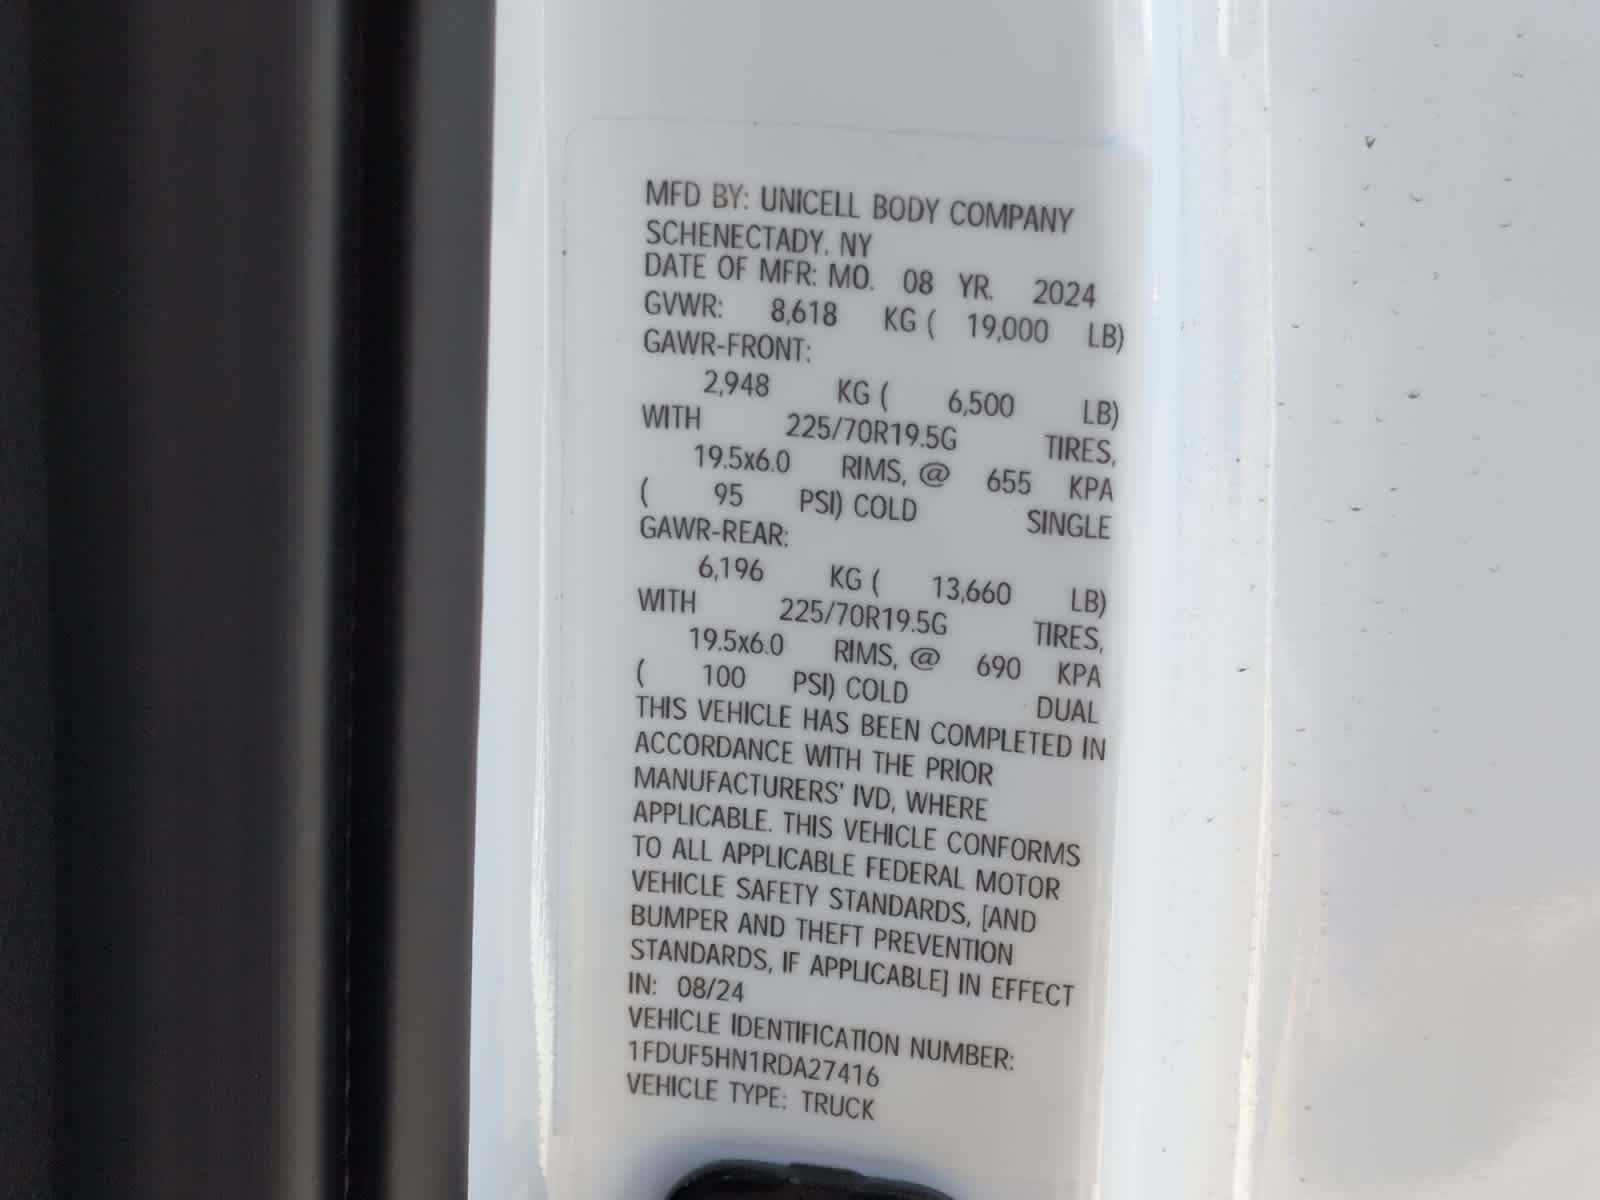 MFD BY: UNICELL BODY COMPANY
SCHENECTADY, NY
DATE OF MFR: MO. 08 YR. 2024
GVWR: 8,618 KG ( 19,000 LB)
GAWR-FRONT:
2,948 KG ( 6,500 LB)
WITH 225/70R19.5G TIRES,
19.5x6.0 RIMS, @ 655 KPA
( 95 PSI) COLD SINGLE
GAWR-REAR:
6,196 KG ( 13,660 LB)
WITH 225/70R19.5G TIRES,
19.5x6.0 RIMS, @ 690 KPA
( 100 PSI) COLD DUAL
THIS VEHICLE HAS BEEN COMPLETED IN
ACCORDANCE WITH THE PRIOR
MANUFACTURERS' IVD, WHERE
APPLICABLE. THIS VEHICLE CONFORMS
TO ALL APPLICABLE FEDERAL MOTOR
VEHICLE SAFETY STANDARDS, [AND
BUMPER AND THEFT PREVENTION
STANDARDS, IF APPLICABLE] IN EFFECT
IN: 08/24
VEHICLE IDENTIFICATION NUMBER:
1FDUF5HN1RDA27416
VEHICLE TYPE: TRUCK